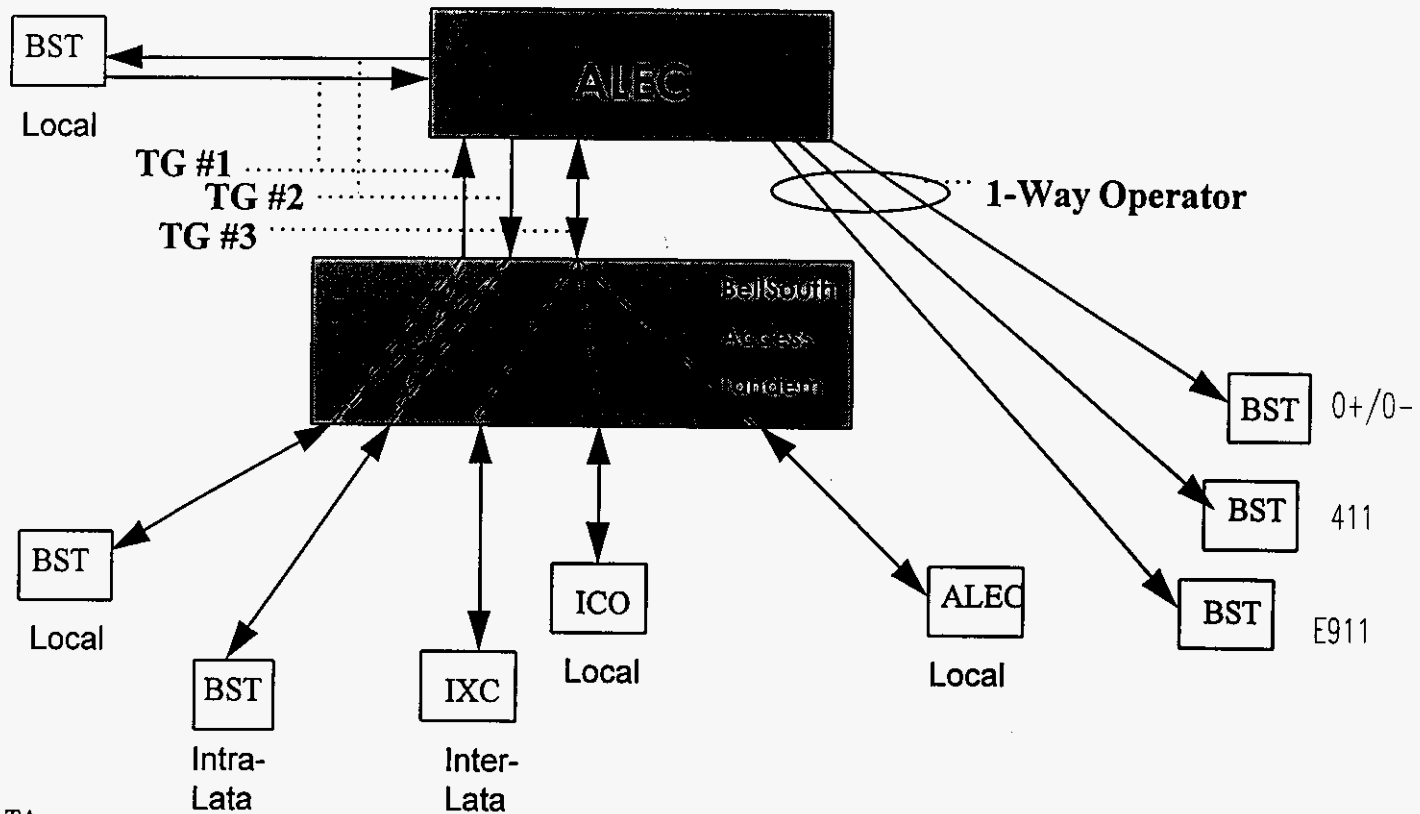 BST
ALEC
Local
TG #1
TG #2
1-Way Operator
TG #3
BellSouth
Access
Tandem
BST 0+/0-
BST 411
BST
Local
ICO
Local
ALEC
Local
BST E911
BST
Intra-
Lata
IXC
Inter-
Lata